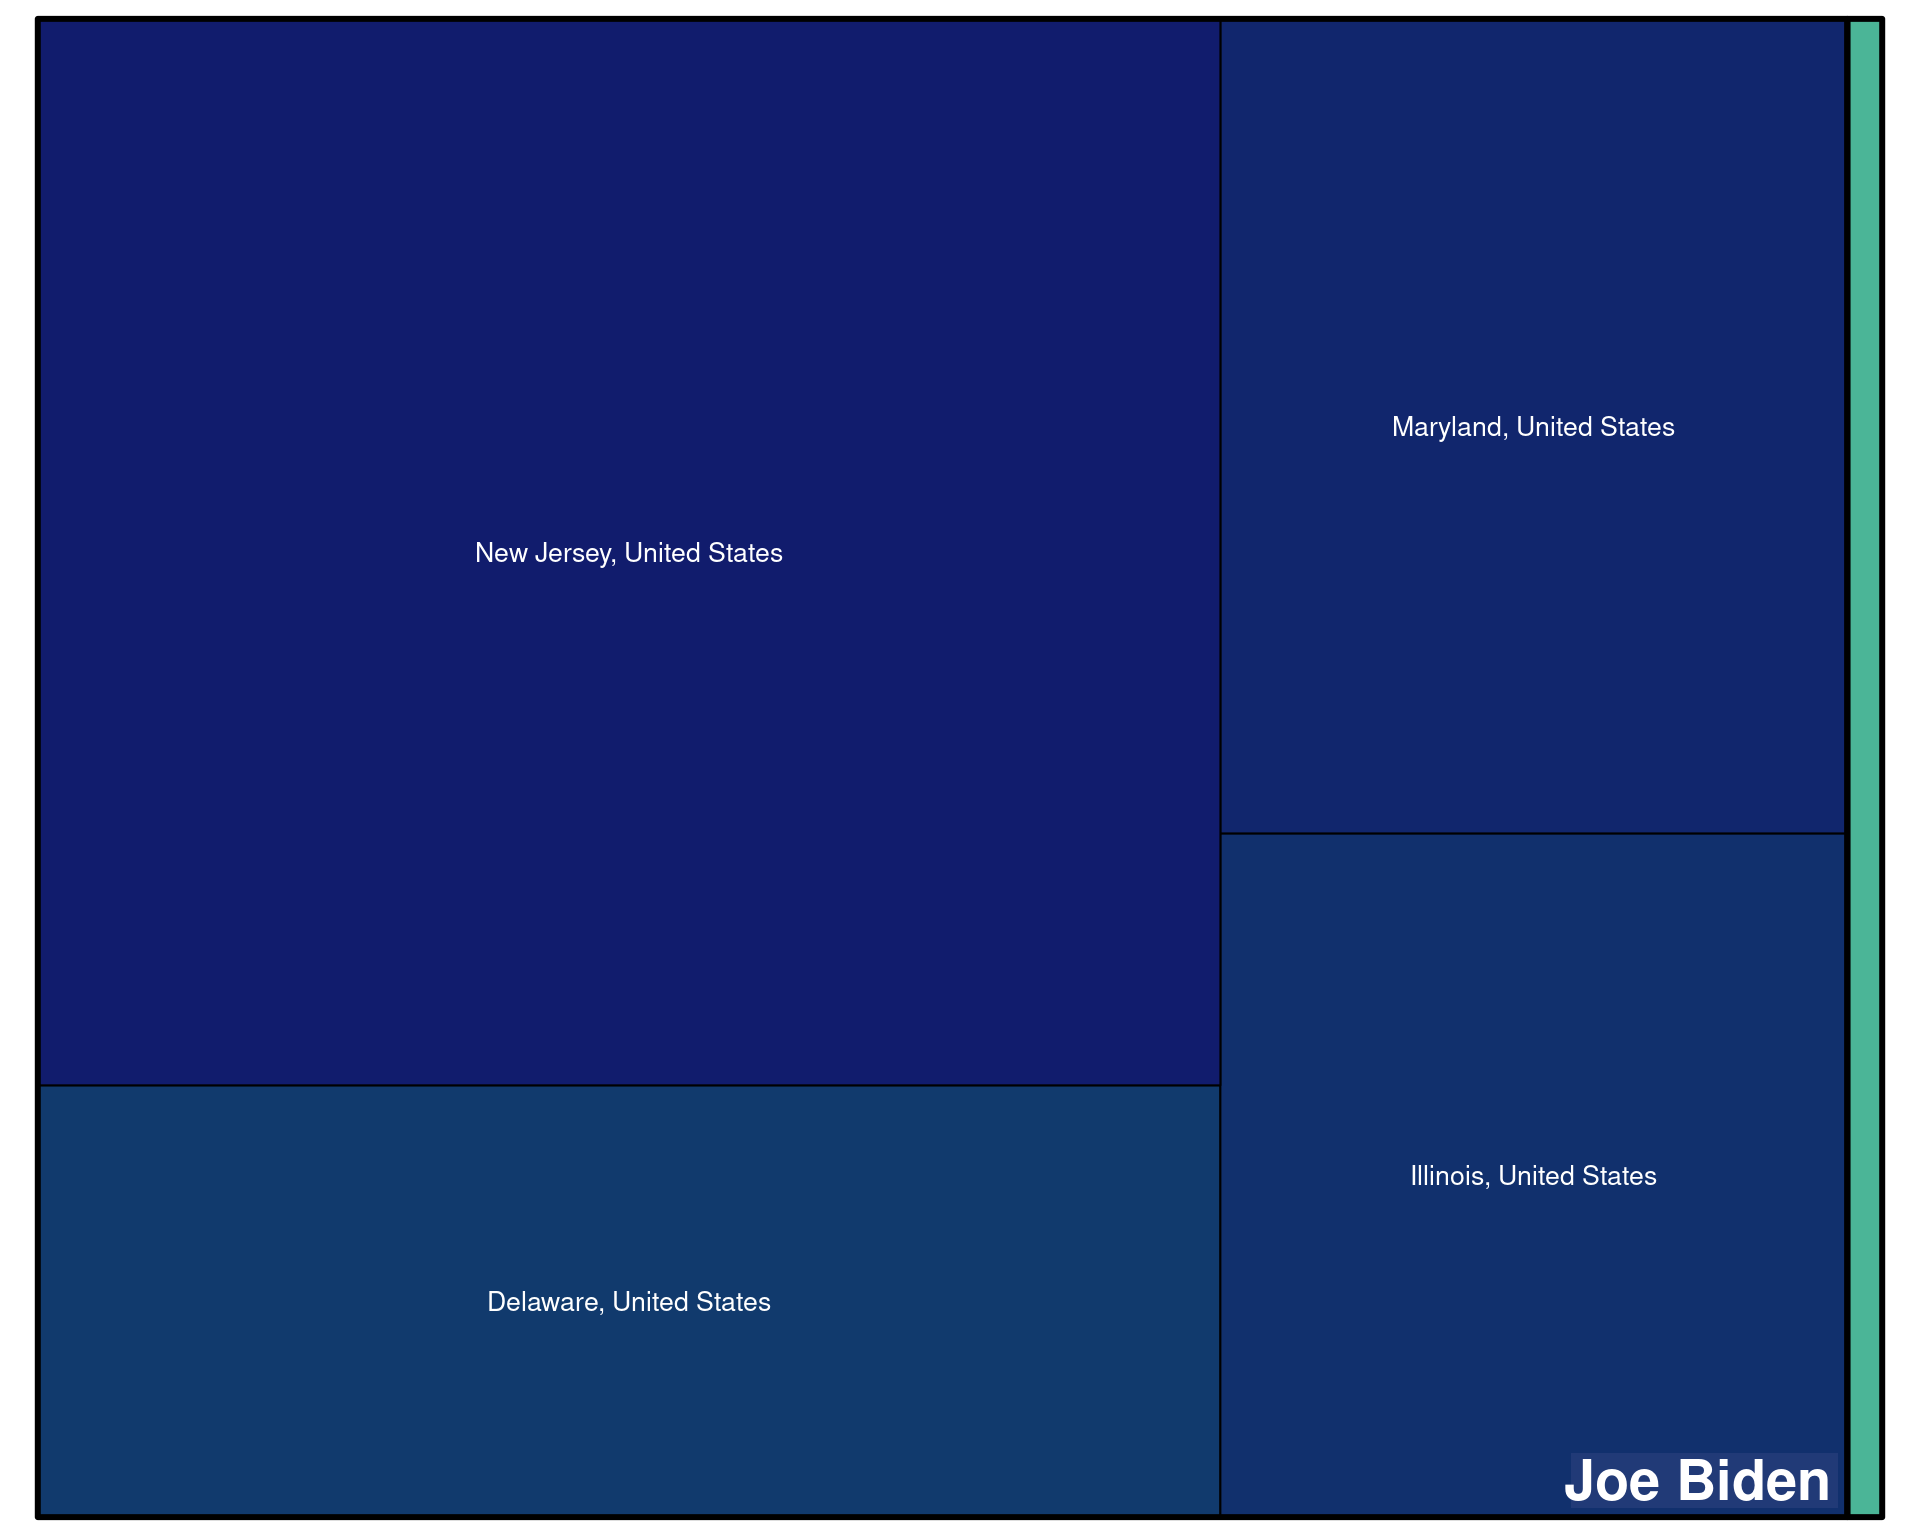 New Jersey, United States
Maryland, United States
Delaware, United States
Illinois, United States
Joe Biden